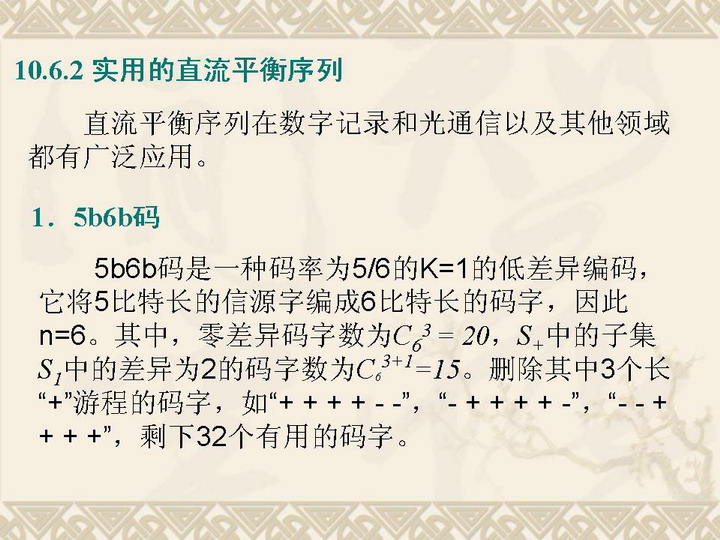 10.6.2 实用的直流平衡序列
直流平衡序列在数字记录和光通信以及其他领域
都有广泛应用。
1．5b6b码
5b6b码是一种码率为5/6的K=1的低差异编码，
它将5比特长的信源字编成6比特长的码字，因此
n=6。其中，零差异码字数为C₆³ = 20，S₊中的子集
S₁中的差异为2的码字数为C₆³⁺¹=15。删除其中3个长
“+”游程的码字，如“+ + + + - -”，“- + + + + -”，“- - +
+ + +”，剩下32个有用的码字。